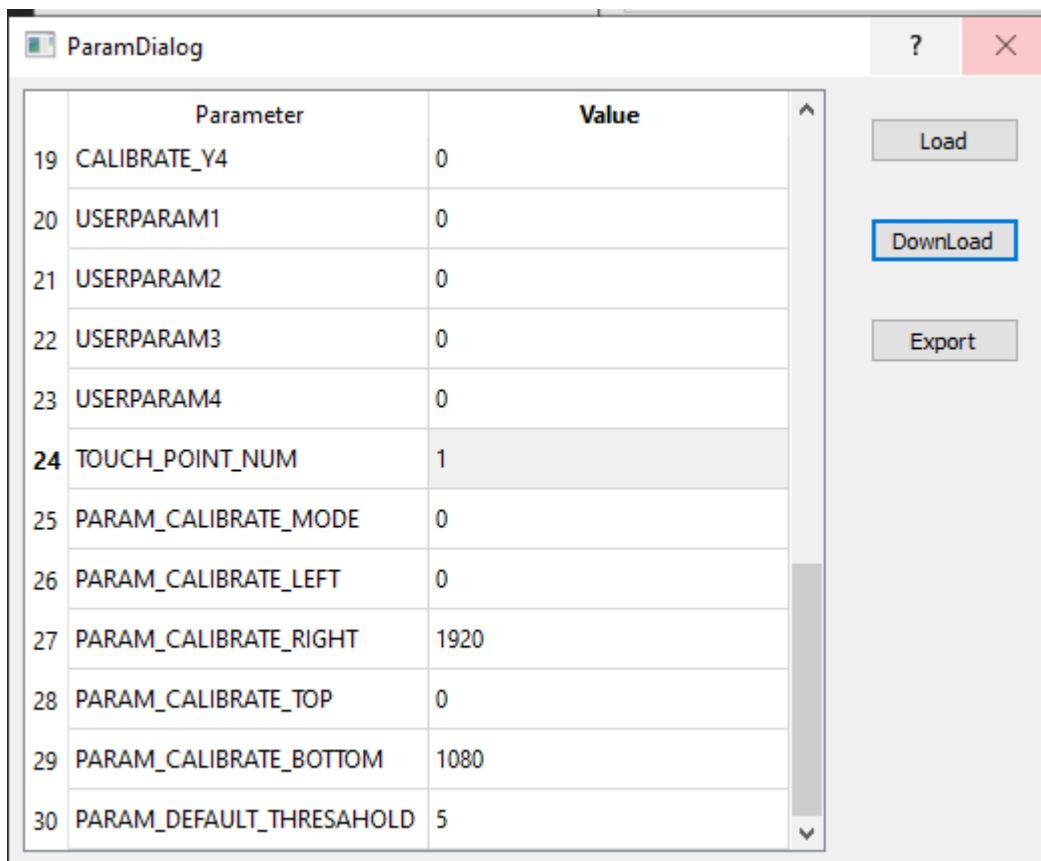 ParamDialog ?
Parameter Value
19 CALIBRATE_Y4 0
20 USERPARAM1 0
21 USERPARAM2 0
22 USERPARAM3 0
23 USERPARAM4 0
24 TOUCH_POINT_NUM 1
25 PARAM_CALIBRATE_MODE 0
26 PARAM_CALIBRATE_LEFT 0
27 PARAM_CALIBRATE_RIGHT 1920
28 PARAM_CALIBRATE_TOP 0
29 PARAM_CALIBRATE_BOTTOM 1080
30 PARAM_DEFAULT_THRESAHOLD 5
Load
DownLoad
Export